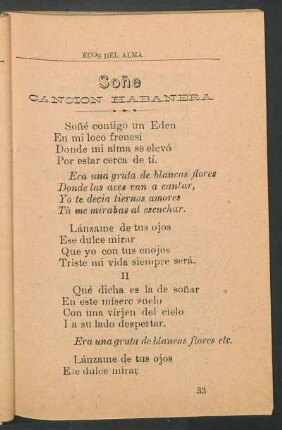 ECOS DEL ALMA
Soñe
CANCION HABANERA
Soñé contigo un Eden
En mi loco frencsí
Donde mi alma se elevó
Por estar cerca de tí.
Era una gruta de blancas flores
Donde las aves van a cantar,
Yo te decia tiernos amores
Tú me mirabas al escuchar.
Lánzame de tus ojos
Ese dulce mirar
Que yo con tus enojos
Triste mi vida siempre será.
II
Qué dicha es la de soñar
En este mísero suelo
Con una vírjen del cielo
I a su lado despertar.
Era una gruta de blancas flores etc.
Lánzame de tus ojos
Ese dulce mirar
33